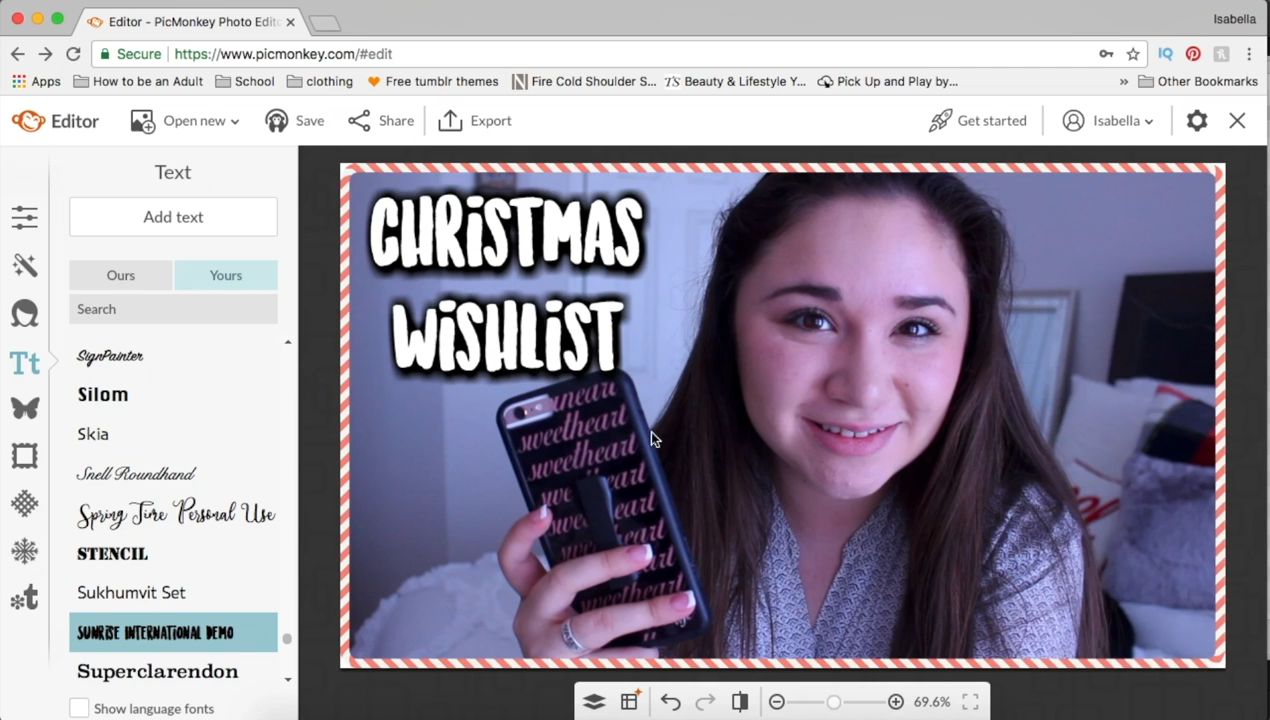 Editor - PicMonkey Photo Edit
Isabella
Secure https://www.picmonkey.com/#edit
Apps How to be an Adult School clothing Free tumblr themes Fire Cold Shoulder S... TS Beauty & Lifestyle Y... Pick Up and Play by... » Other Bookmarks
Editor Open new Save Share Export Get started Isabella
Text
Add text
Ours Yours
Search
SignPainter
Silom
Skia
Snell Roundhand
Spring Time Personal Use
STENCIL
Sukhumvit Set
SUNRiSE INTERNATIONAL DEMO
Superclarendon
Show language fonts
CHRiSTMAS
WiSHLiST
sweetheart
sweetheart
sweetheart
sweetheart
69.6%